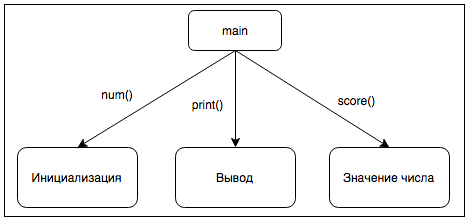 main
num()
print()
score()
Инициализация
Вывод
Значение числа